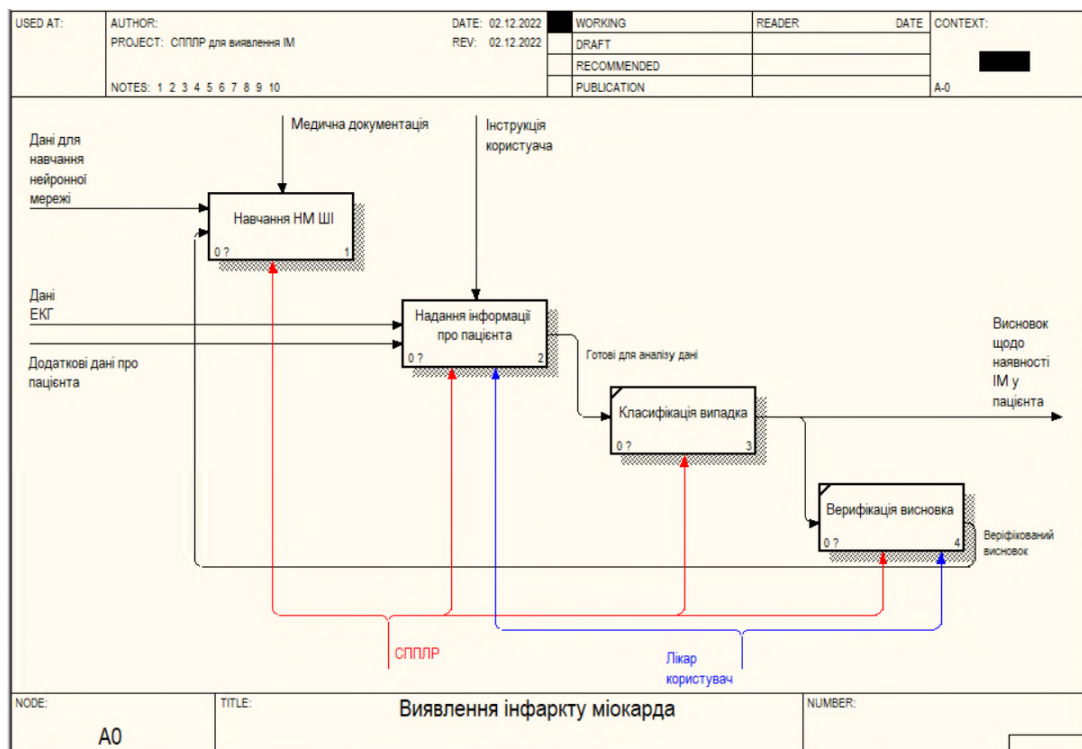 USED AT:
AUTHOR:
DATE: 02.12.2022
PROJECT: СППЛР для виявлення ІМ
REV: 02.12.2022
NOTES: 1 2 3 4 5 6 7 8 9 10
WORKING
DRAFT
RECOMMENDED
PUBLICATION
READER DATE
CONTEXT:
A-0
Дані для
навчання
нейронної
мережі
Медична документація
Інструкція
користувача
Навчання НМ ШІ
0 ? 1
Дані
ЕКГ
Додаткові дані про
пацієнта
Надання інформації
про пацієнта
0 ? 2
Готові для аналізу дані
Класифікація випадка
0 ? 3
Висновок
щодо
наявності
ІМ у
пацієнта
Верифікація висновка
0 ? 4
Веріфікований
висновок
СППЛР
Лікар
користувач
NODE:
A0
TITLE:
Виявлення інфаркту міокарда
NUMBER: